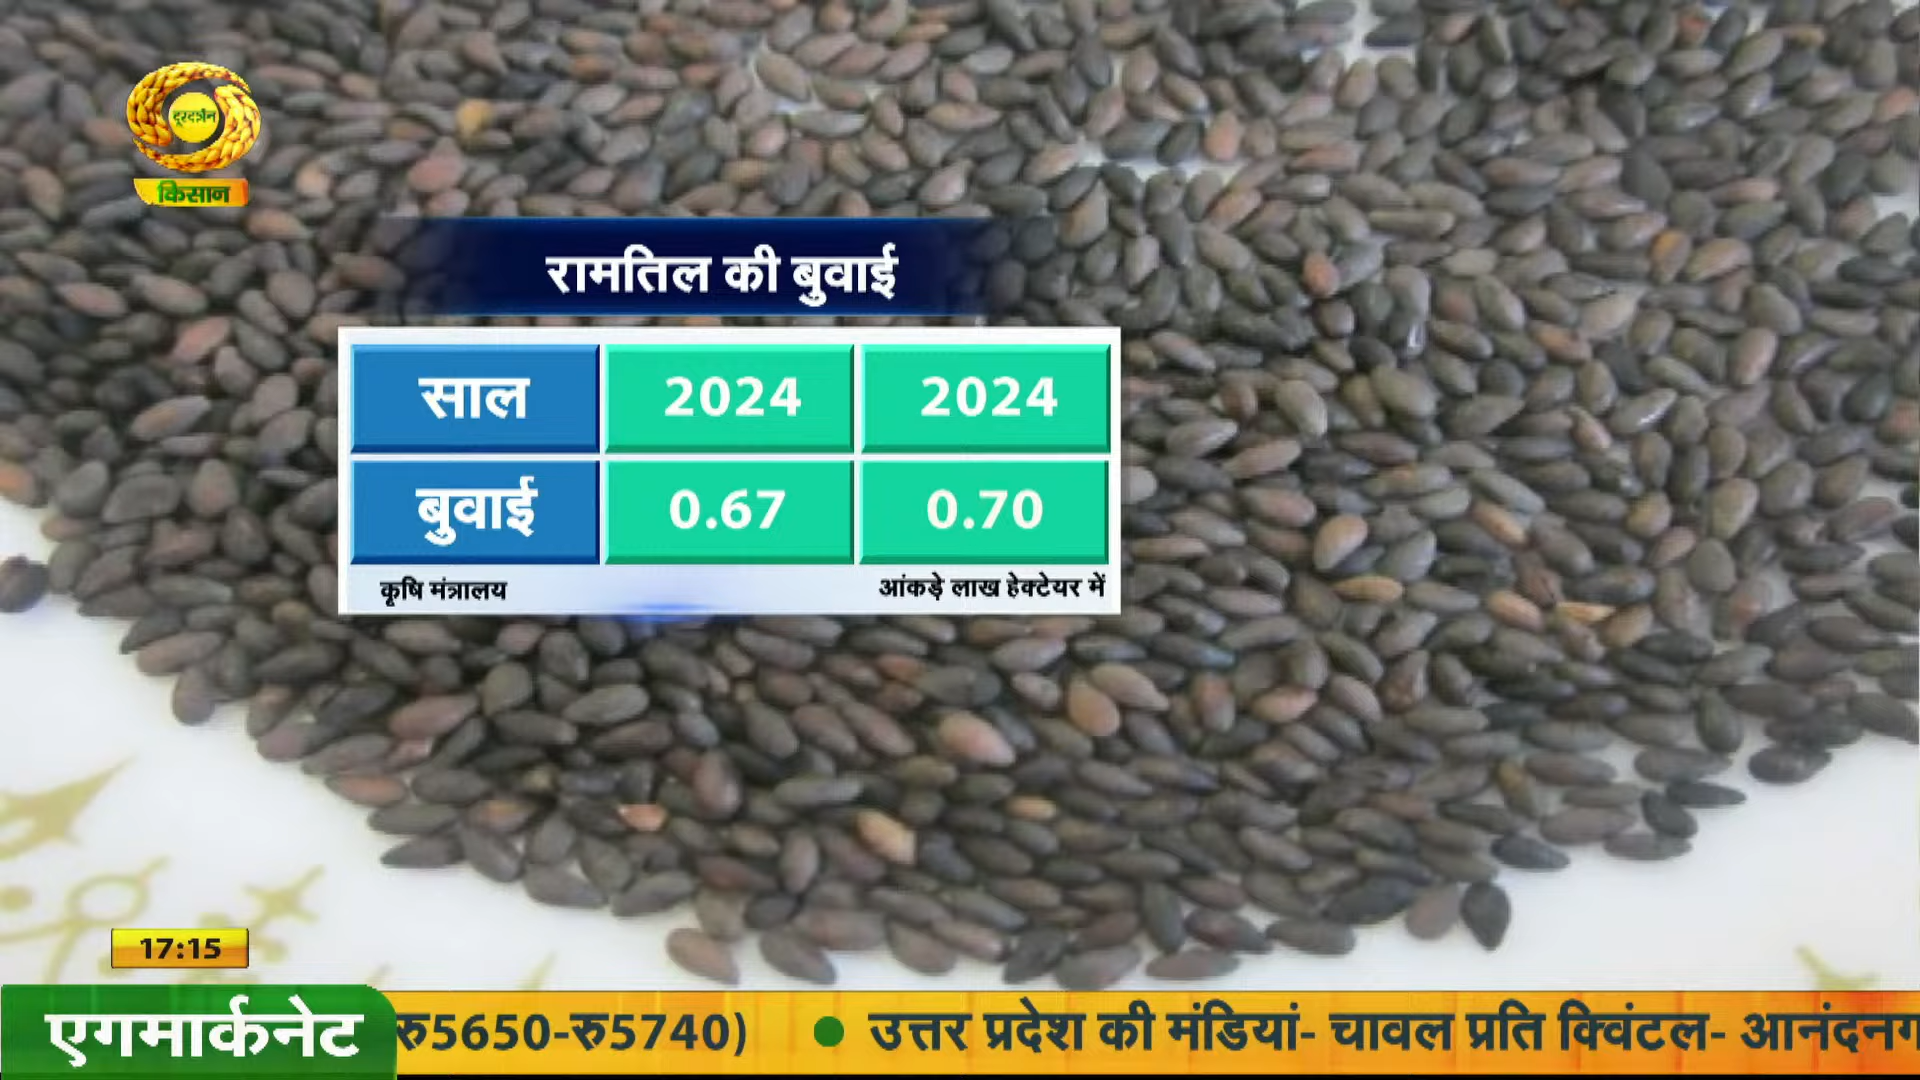 दूरदर्शन
किसान
रामतिल की बुवाई
साल 2024 2024
बुवाई 0.67 0.70
कृषि मंत्रालय आंकड़े लाख हेक्टेयर में
17:15
एगमार्कनेट रु5650-रु5740) उत्तर प्रदेश की मंडियां- चावल प्रति क्विंटल- आनंदनग